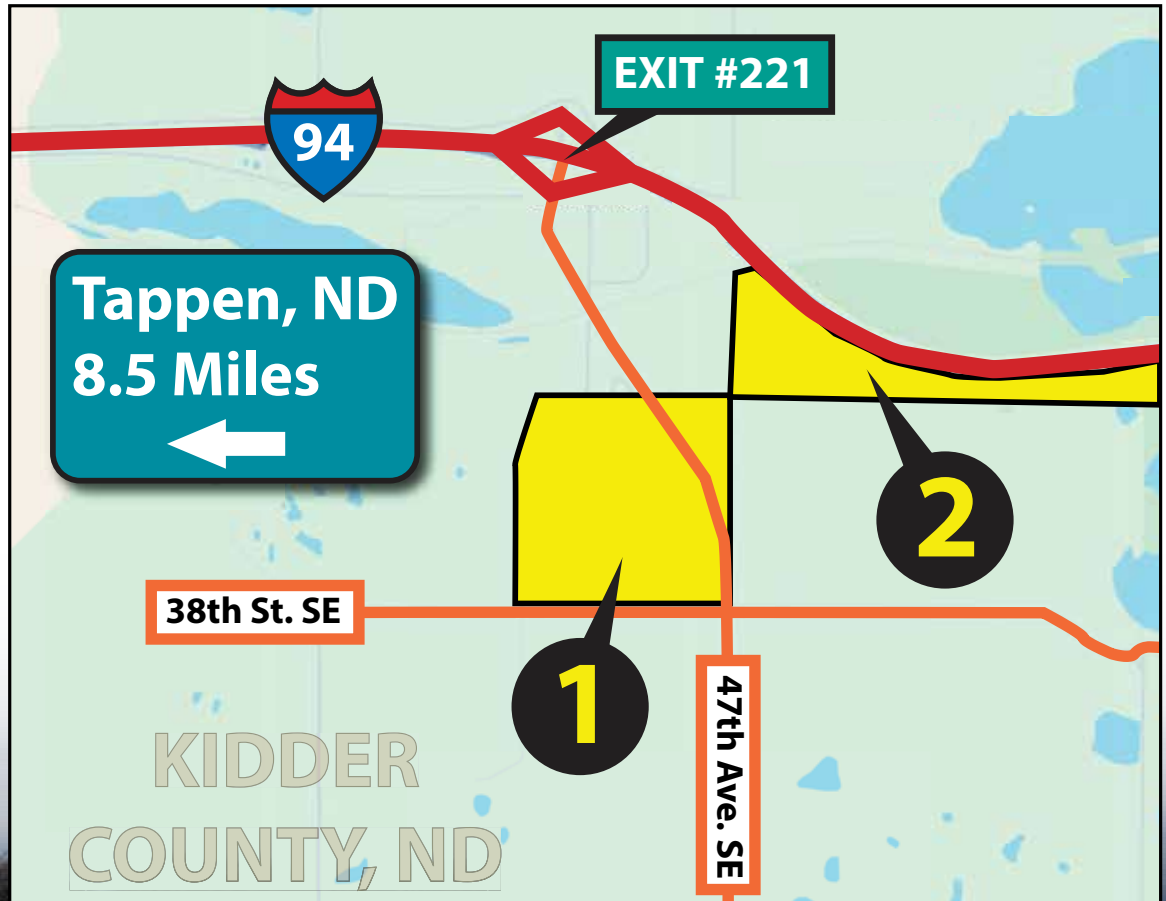 EXIT #221
94
Tappen, ND
8.5 Miles
2
38th St. SE
1
47th Ave. SE
KIDDER
COUNTY, ND